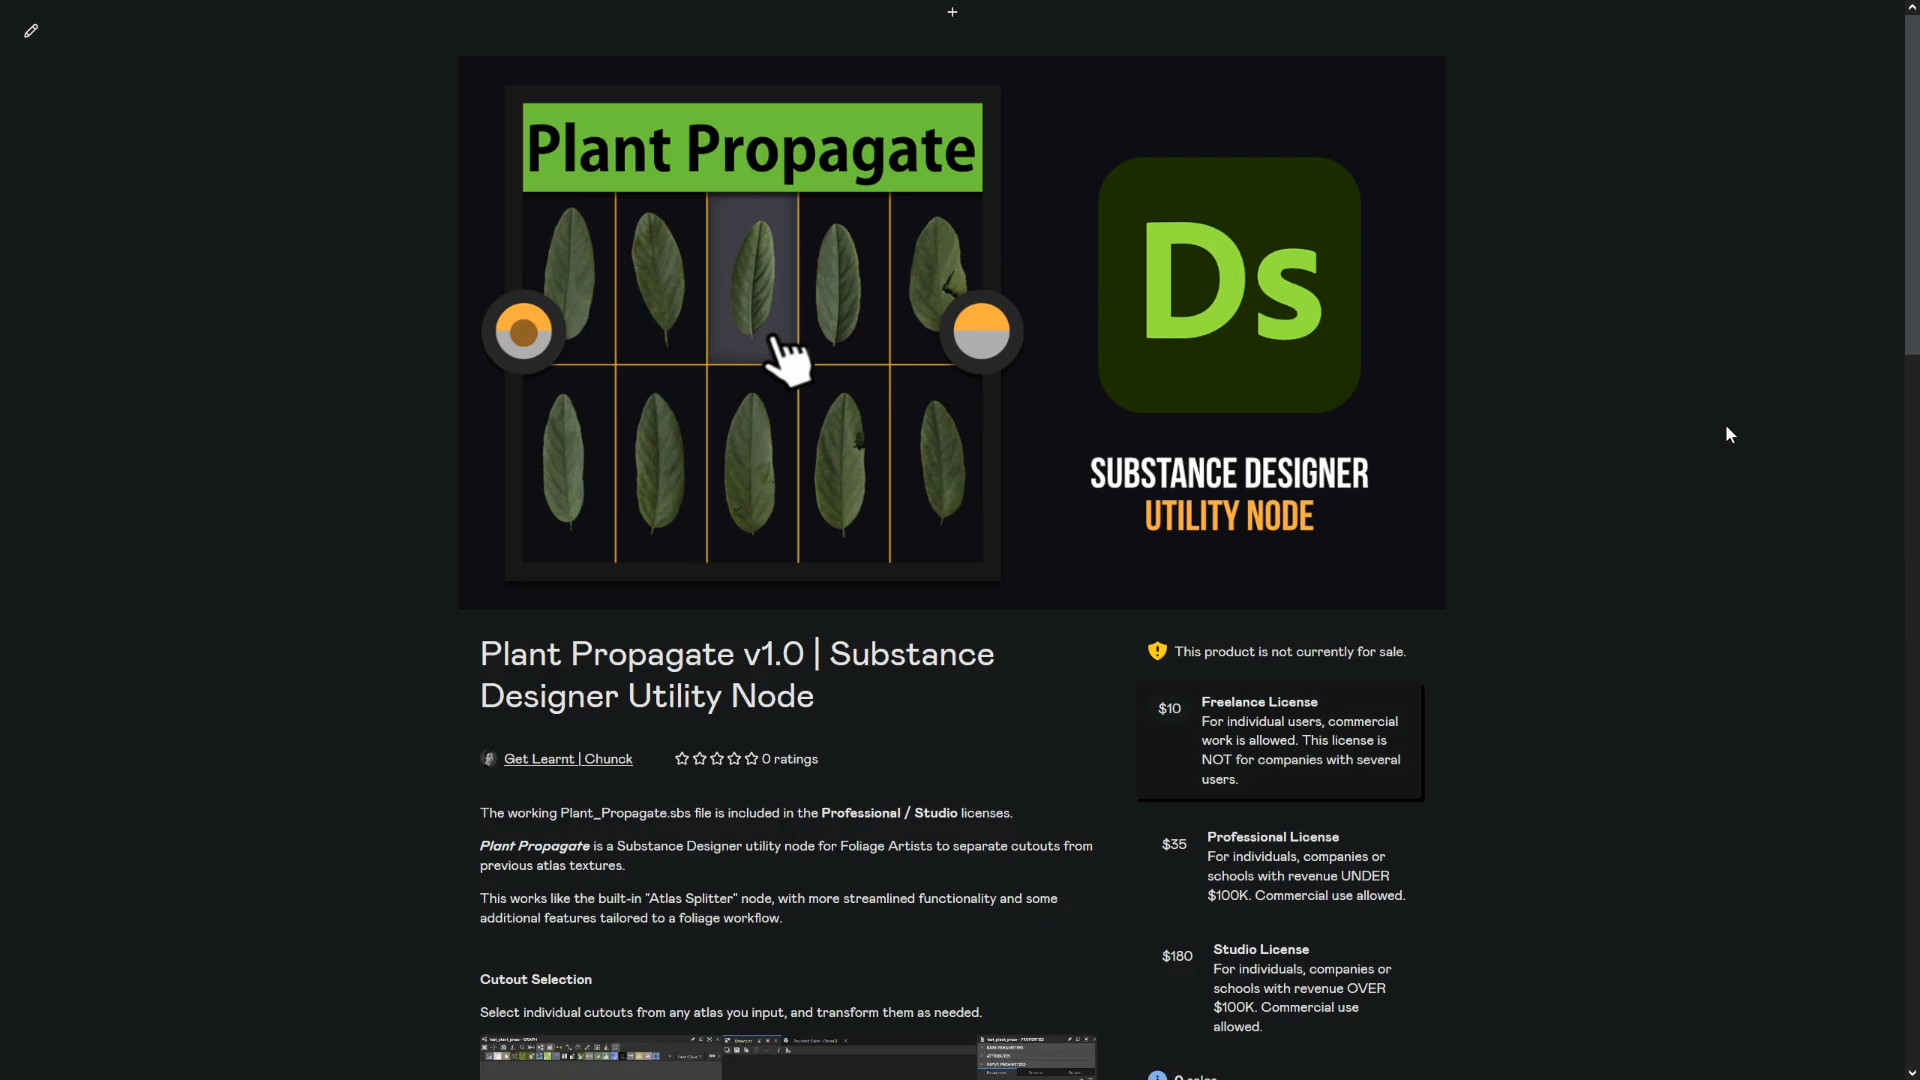 Plant Propagate
Ds
SUBSTANCE DESIGNER
UTILITY NODE
Plant Propagate v1.0 | Substance
Designer Utility Node
Get Learnt | Chunck
0 ratings
The working Plant_Propagate.sbs file is included in the Professional / Studio licenses.
Plant Propagate is a Substance Designer utility node for Foliage Artists to separate cutouts from
previous atlas textures.
This works like the built-in "Atlas Splitter" node, with more streamlined functionality and some
additional features tailored to a foliage workflow.
Cutout Selection
Select individual cutouts from any atlas you input, and transform them as needed.
This product is not currently for sale.
$10
Freelance License
For individual users, commercial
work is allowed. This license is
NOT for companies with several
users.
$35
Professional License
For individuals, companies or
schools with revenue UNDER
$100K. Commercial use allowed.
$180
Studio License
For individuals, companies or
schools with revenue OVER
$100K. Commercial use
allowed.